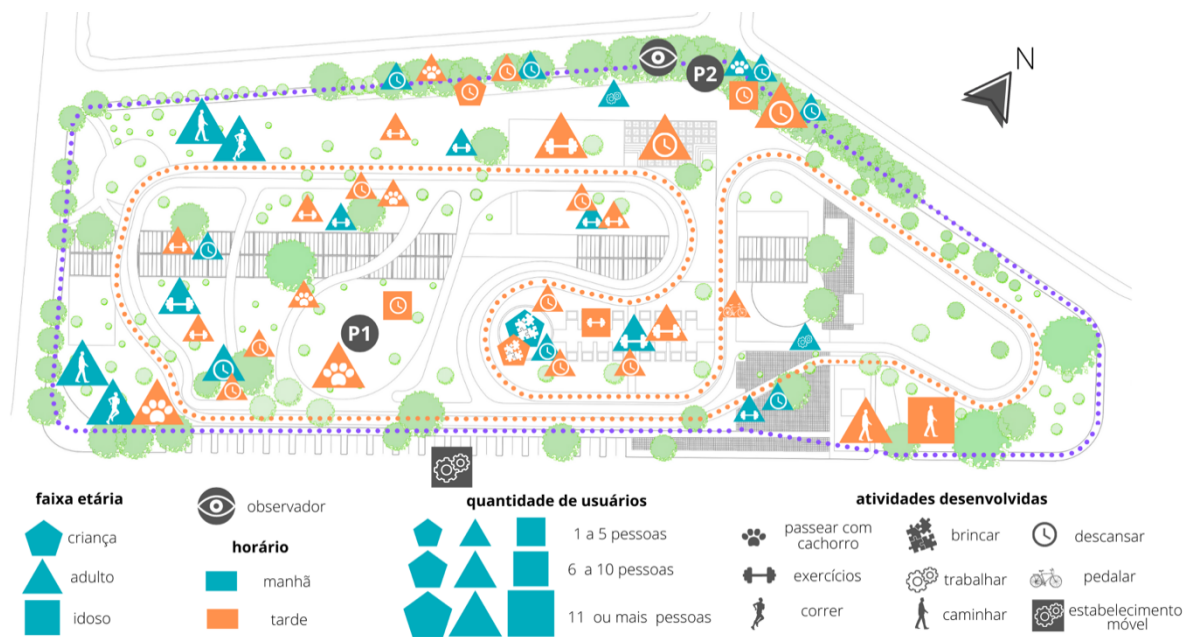 N
P2
P1
faixa etária
criança
adulto
idoso
observador
horário
manhã
tarde
quantidade de usuários
1 a 5 pessoas
6 a 10 pessoas
11 ou mais pessoas
atividades desenvolvidas
passear com
cachorro
brincar
descansar
exercícios
trabalhar
pedalar
correr
caminhar
estabelecimento
móvel